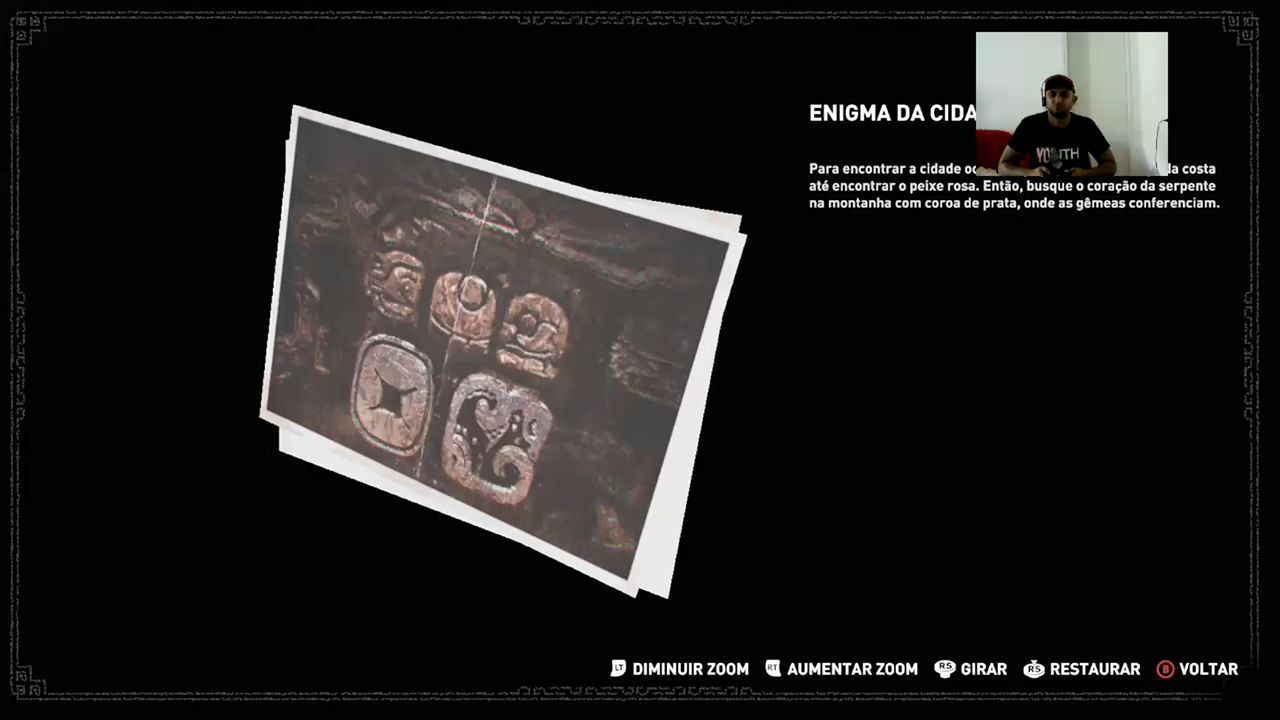 ENIGMA DA
Para encontrar a cidade da costa
até encontrar o peixe rosa. Então, busque o coração da serpente
na montanha com coroa de prata, onde as gêmeas conferenciam.
YOUTH
LT DIMINUIR ZOOM RT AUMENTAR ZOOM RS GIRAR RS RESTAURAR B VOLTAR